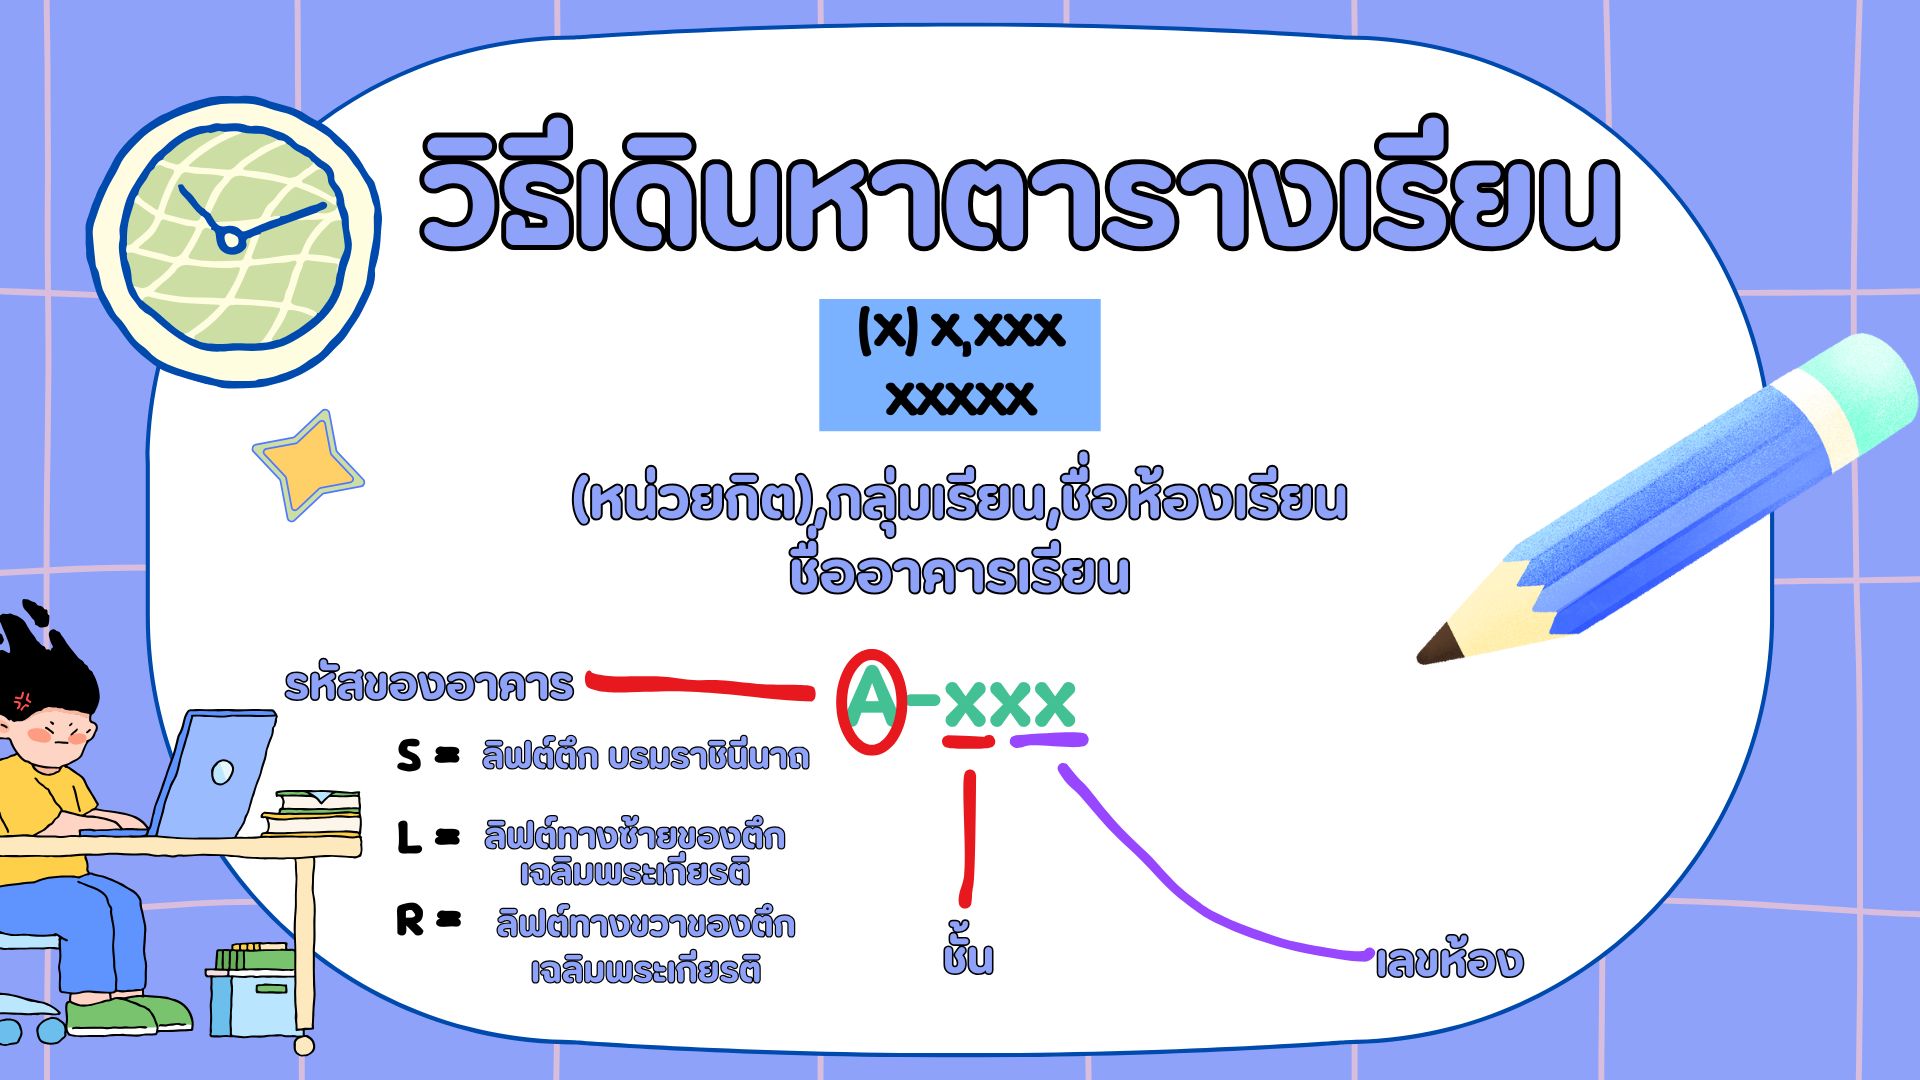 วิธีเดินหาตารางเรียน
(x) x,xxx
xxxxx
(หน่วยกิต),กลุ่มเรียน,ชื่อห้องเรียน
ชื่ออาคารเรียน
รหัสของอาคาร
A-xxx
S = ลิฟต์ตึก บรมราชินีนาถ
L = ลิฟต์ทางซ้ายของตึก
เฉลิมพระเกียรติ
R = ลิฟต์ทางขวาของตึก
เฉลิมพระเกียรติ
ชั้น
เลขห้อง